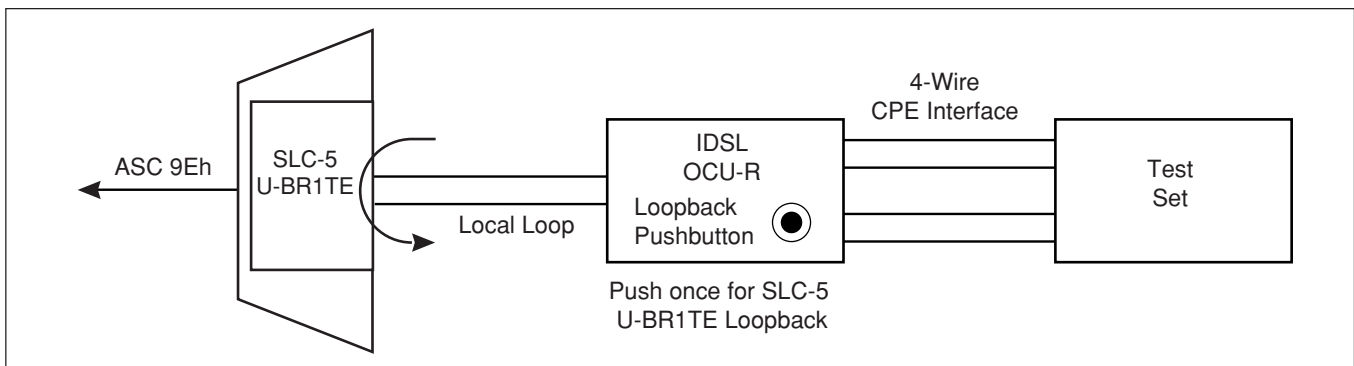 ASC 9Eh
SLC-5
U-BR1TE
Local Loop
IDSL
OCU-R
Loopback
Pushbutton
Push once for SLC-5
U-BR1TE Loopback
4-Wire
CPE Interface
Test
Set